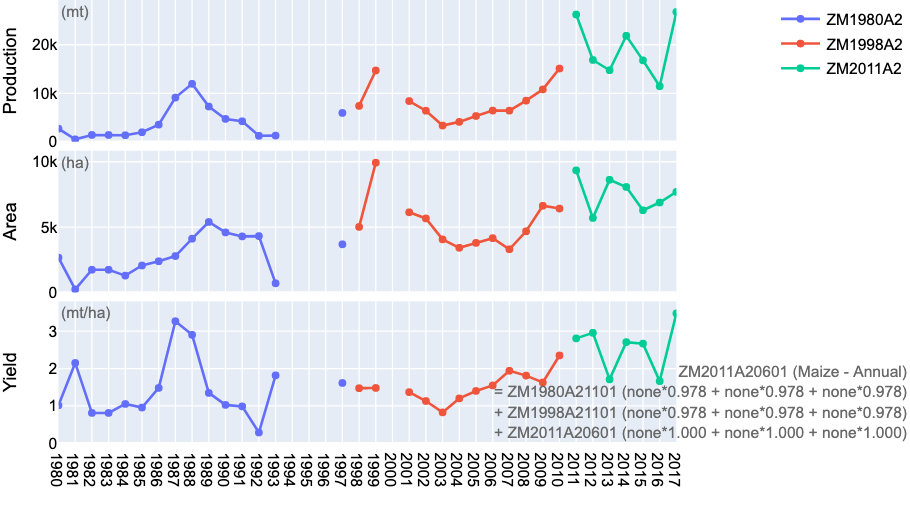 (mt)
Production
20k
10k
0
ZM1980A2
ZM1998A2
ZM2011A2
(ha)
Area
10k
5k
0
(mt/ha)
Yield
3
2
1
0
ZM2011A20601 (Maize - Annual)
= ZM1980A21101 (none*0.978 + none*0.978 + none*0.978)
+ ZM1998A21101 (none*0.978 + none*0.978 + none*0.978)
+ ZM2011A20601 (none*1.000 + none*1.000 + none*1.000)
1980
1981
1982
1983
1984
1985
1986
1987
1988
1989
1990
1991
1992
1993
1994
1995
1996
1997
1998
1999
2000
2001
2002
2003
2004
2005
2006
2007
2008
2009
2010
2011
2012
2013
2014
2015
2016
2017